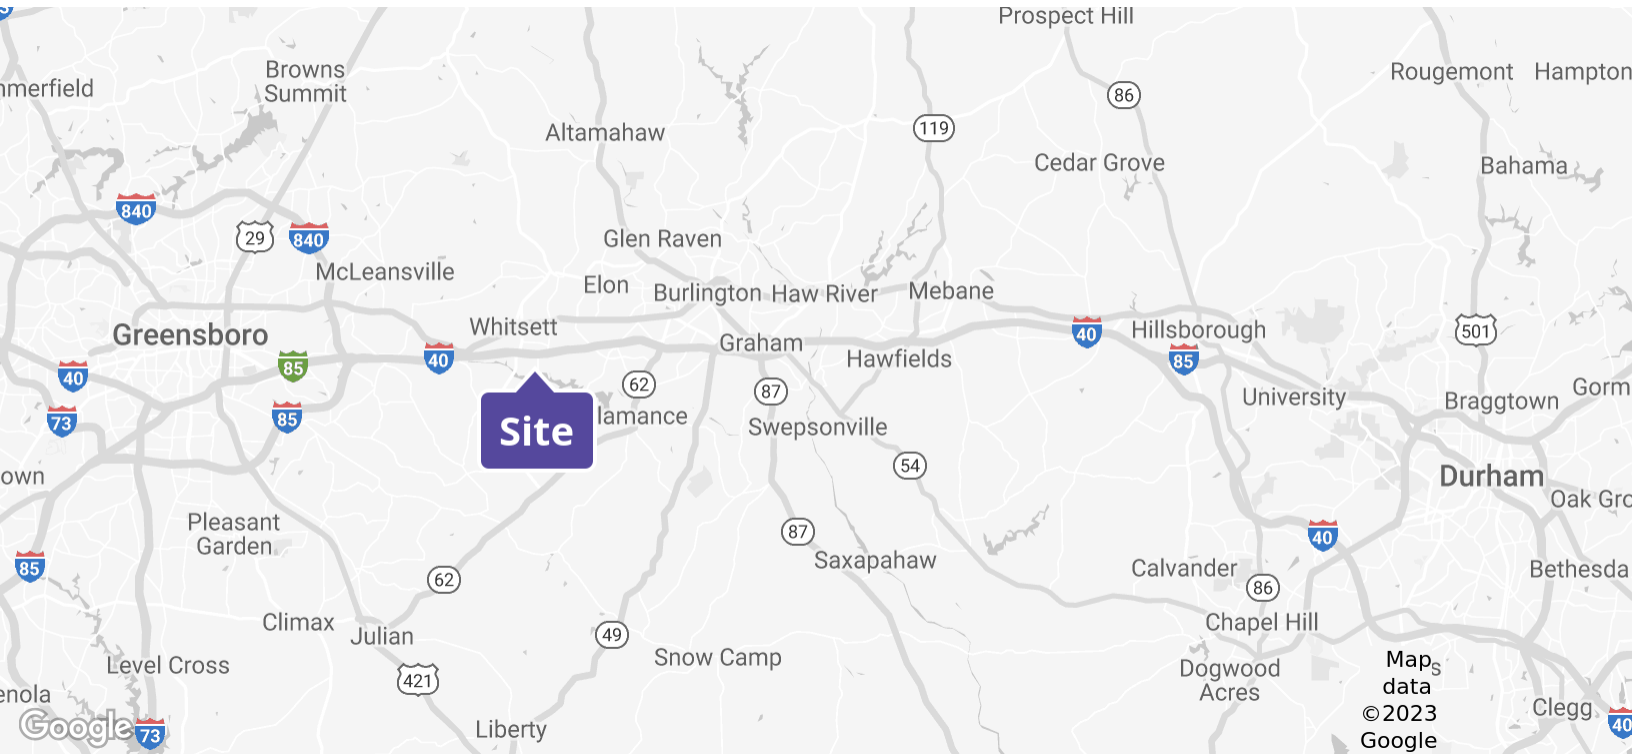 Prospect Hill
Browns
Summit
Rougemont
Hampton
merfield
86
119
Altamahaw
Cedar Grove
Bahama
840
29
840
Glen Raven
McLeansville
Elon
Burlington
Haw River
Mebane
Greensboro
Whitsett
Graham
40
Hillsborough
501
40
85
40
Hawfields
85
62
87
University
Gorm
73
85
Site
lamance
Swepsonville
Braggtown
54
own
Durham
Oak Gro
Pleasant
Garden
87
40
85
62
Saxapahaw
Calvander
Bethesda
86
Climax
Julian
49
Chapel Hill
Level Cross
Snow Camp
Dogwood
Acres
421
enola
Liberty
Clegg
Google
73
40
Map s
data
©2023
Google